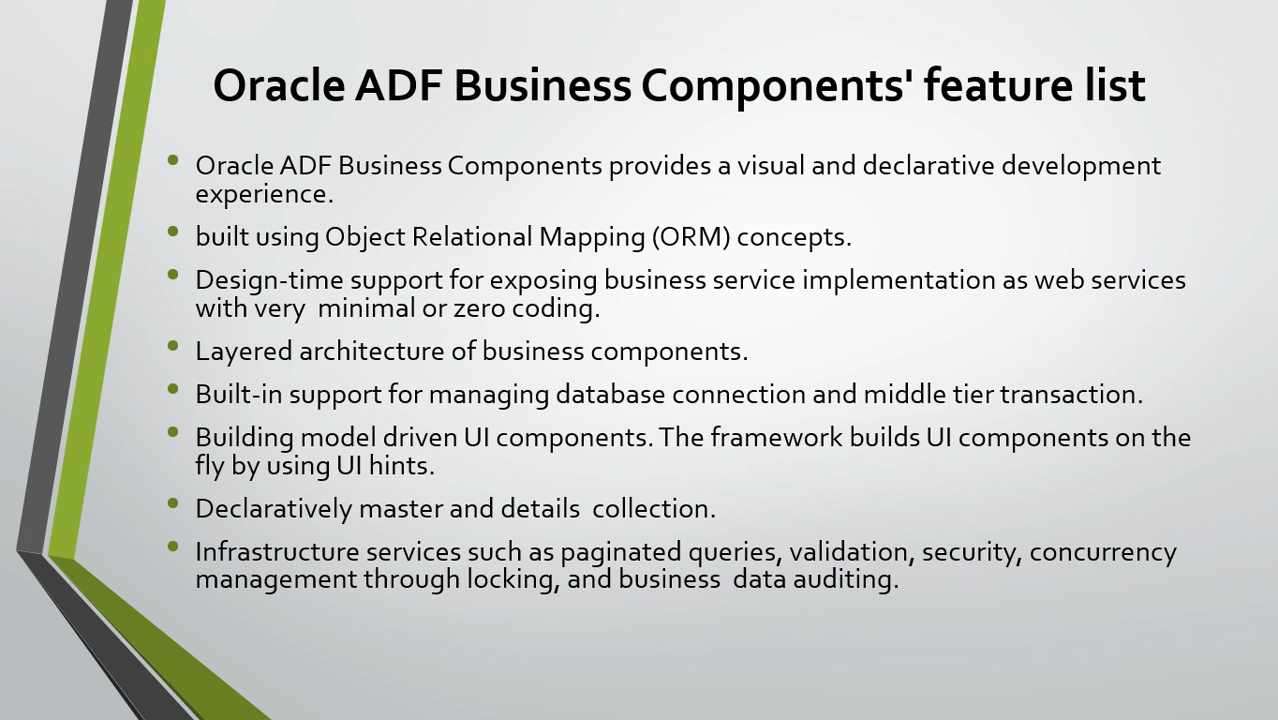 Oracle ADF Business Components' feature list
• Oracle ADF Business Components provides a visual and declarative development
experience.
• built using Object Relational Mapping (ORM) concepts.
• Design-time support for exposing business service implementation as web services
with very  minimal or zero coding.
• Layered architecture of business components.
• Built-in support for managing database connection and middle tier transaction.
• Building model driven UI components. The framework builds UI components on the
fly by using UI hints.
• Declaratively master and details  collection.
• Infrastructure services such as paginated queries, validation, security, concurrency
management through locking, and business  data auditing.